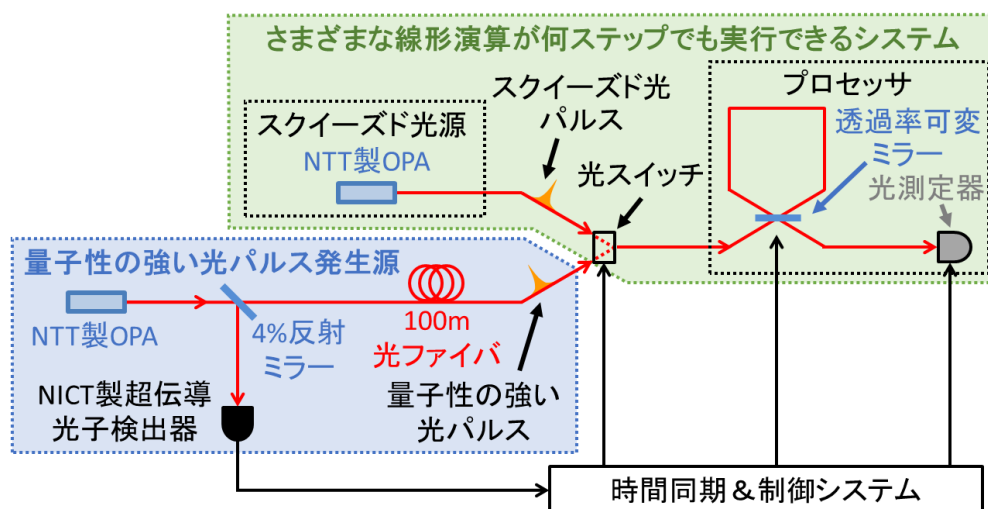 さまざまな線形演算が何ステップでも実行できるシステム
スクイーズド光源
NTT製OPA
スクイーズド光
パルス
光スイッチ
プロセッサ
透過率可変
ミラー
光測定器
量子性の強い光パルス発生源
NTT製OPA
4%反射
ミラー
100m
光ファイバ
NICT製超伝導
光子検出器
量子性の強い
光パルス
時間同期&制御システム